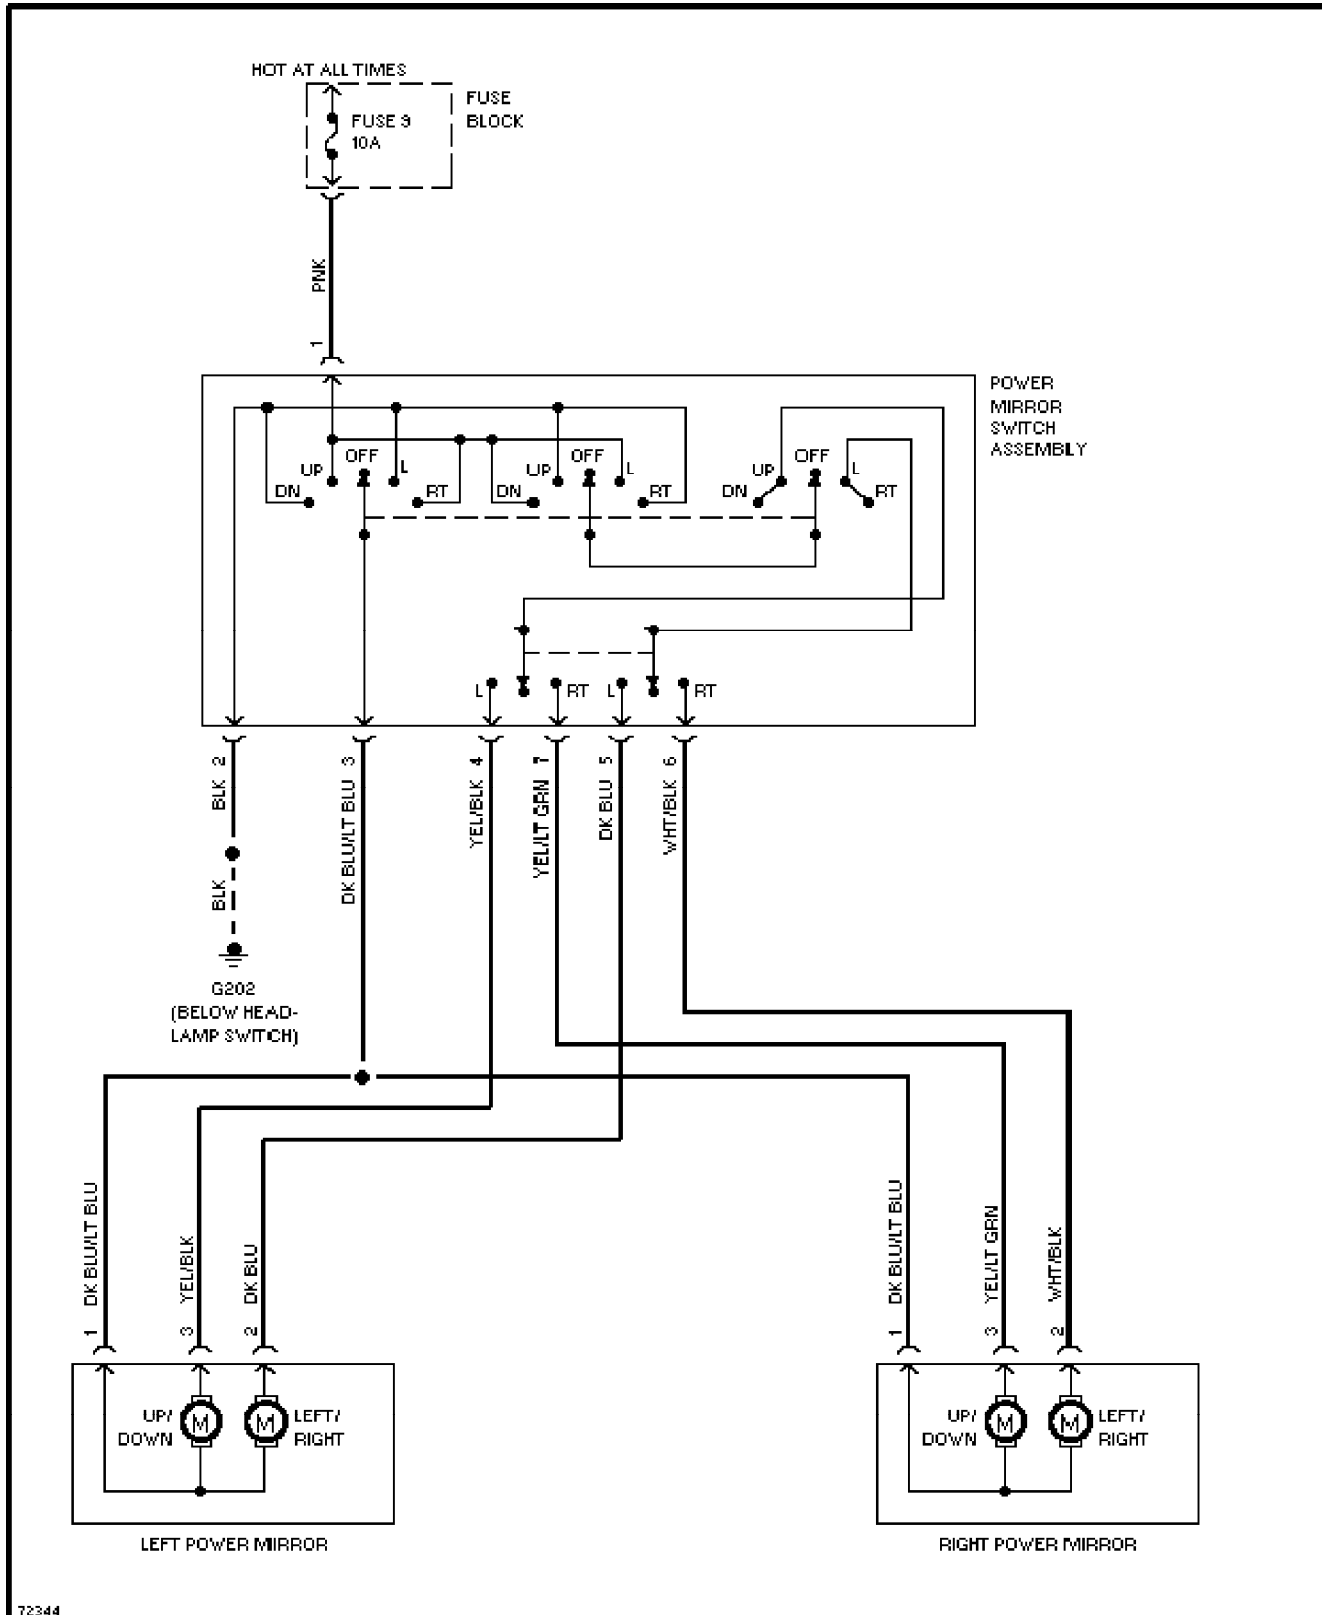 HOT AT ALL TIMES
FUSE 9
10A
FUSE
BLOCK
PNK
1
POWER
MIRROR
SWITCH
ASSEMBLY
DN
UP
OFF
L
RT
DN
UP
OFF
L
RT
DN
UP
OFF
L
RT
L
RT
L
RT
BLK 2
DK BLU/LT BLU 3
YEL/BLK 4
YEL/LT GRN 7
DK BLU 5
WHT/BLK 6
BLK
G202
(BELOW HEAD-
LAMP SWITCH)
1 DK BLU/LT BLU
3 YEL/BLK
2 DK BLU
1 DK BLU/LT BLU
3 YEL/LT GRN
2 WHT/BLK
UP/
DOWN
M
M
LEFT/
RIGHT
UP/
DOWN
M
M
LEFT/
RIGHT
LEFT POWER MIRROR
RIGHT POWER MIRROR
72344